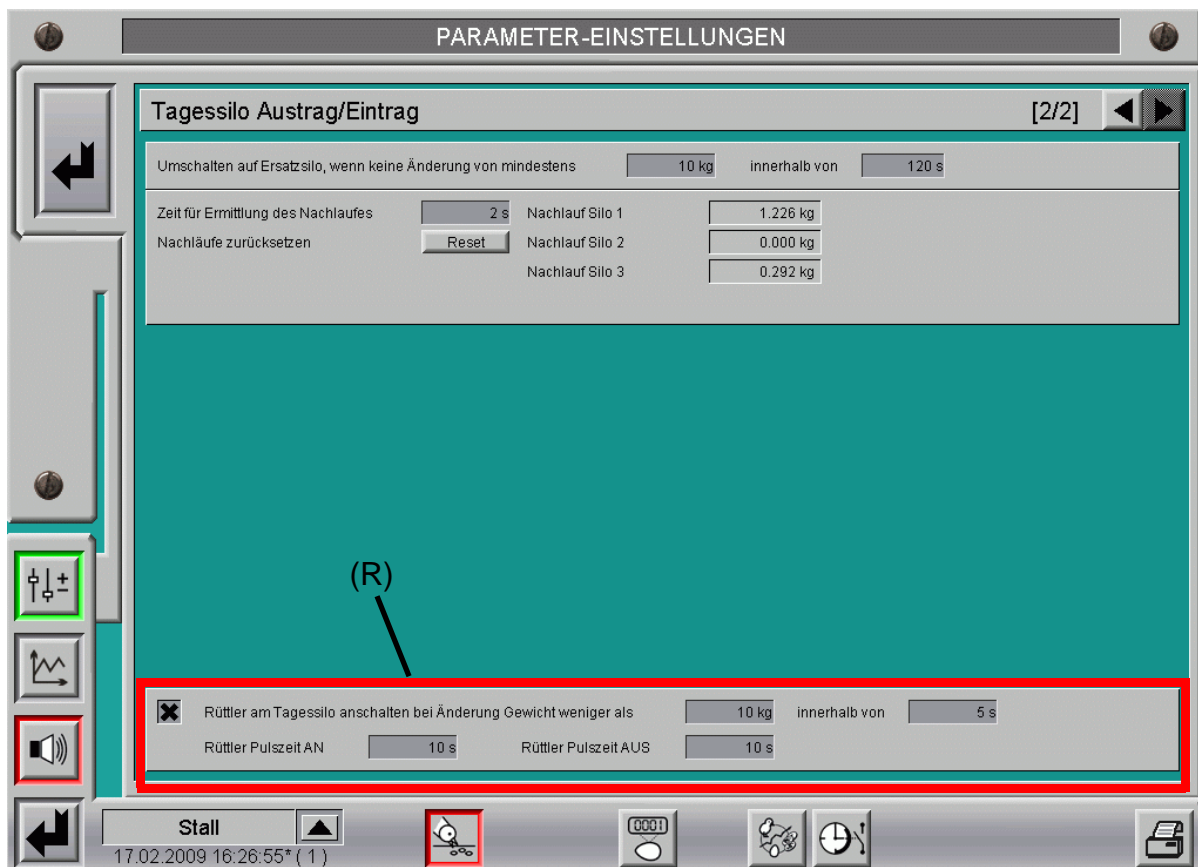 PARAMETER-EINSTELLUNGEN
Tagessilo Austrag/Eintrag [2/2]
Umschalten auf Ersatzsilo, wenn keine Änderung von mindestens 10 kg innerhalb von 120 s
Zeit für Ermittlung des Nachlaufes 2 s Nachlauf Silo 1 1.226 kg
Nachläufe zurücksetzen Reset Nachlauf Silo 2 0.000 kg
Nachlauf Silo 3 0.292 kg
(R)
Rüttler am Tagessilo anschalten bei Änderung Gewicht weniger als 10 kg innerhalb von 5 s
Rüttler Pulszeit AN 10 s Rüttler Pulszeit AUS 10 s
Stall
0001
17.02.2009 16:26:55* ( 1 )